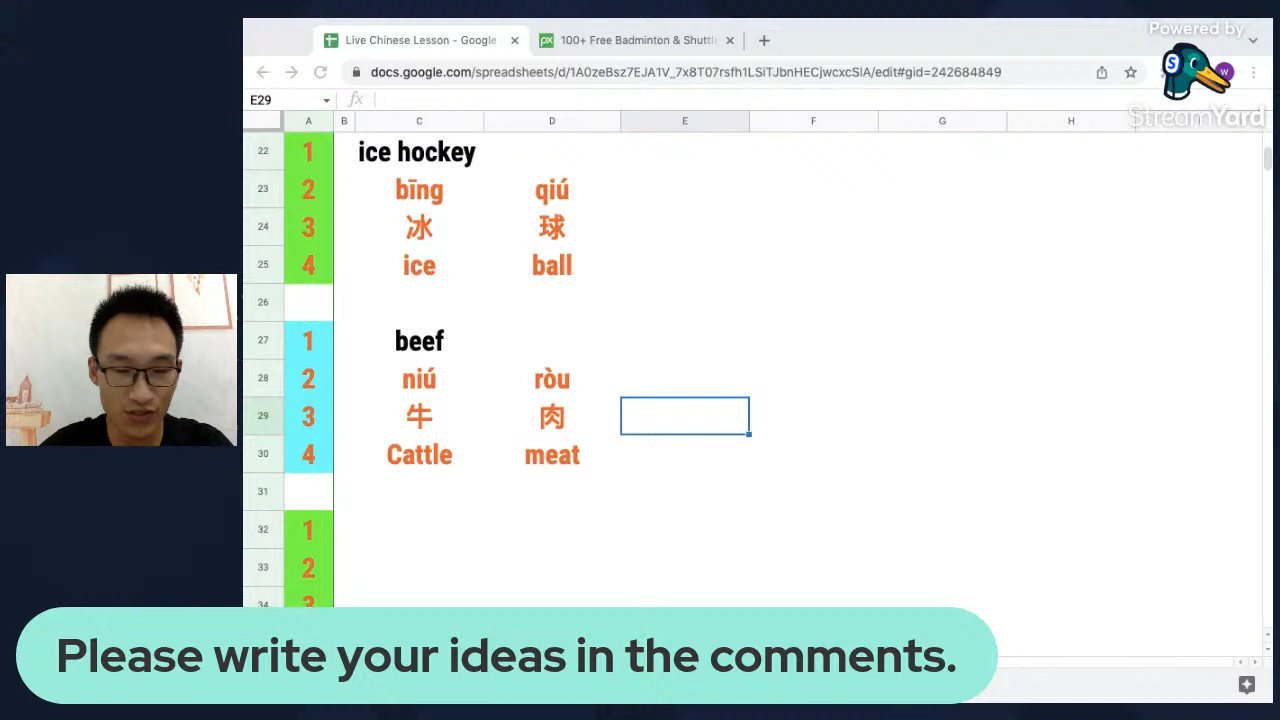 Powered by
StreamYard
Live Chinese Lesson - Google
100+ Free Badminton & Shuttl
docs.google.com/spreadsheets/d/1A0zeBsz7EJA1V_7x8T07rsfh1LSiTJbnHECjwcxcSlA/edit#gid=242684849
W
E29
fx
A B C D E F G H
22 1 ice hockey
23 2 bīng qiú
24 3 冰 球
25 4 ice ball
26
27 1 beef
28 2 niú ròu
29 3 牛 肉
30 4 Cattle meat
31
32 1
33 2
34 3
Please write your ideas in the comments.